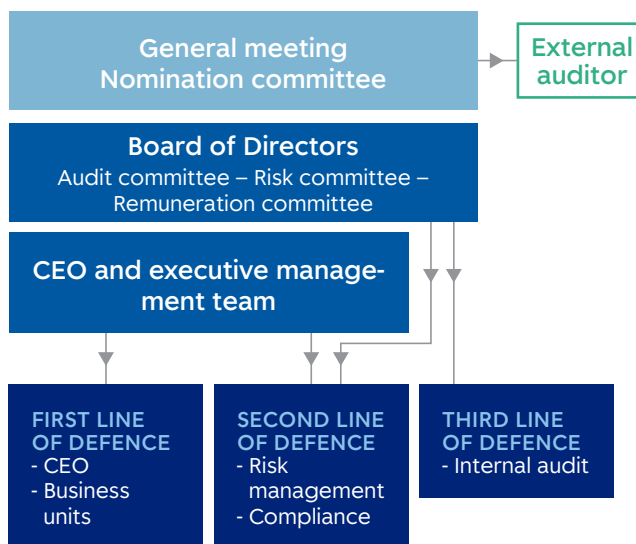 General meeting
Nomination committee
External
auditor
Board of Directors
Audit committee – Risk committee –
Remuneration committee
CEO and executive manage-
ment team
FIRST LINE
OF DEFENCE
- CEO
- Business
units
SECOND LINE
OF DEFENCE
- Risk
management
- Compliance
THIRD LINE
OF DEFENCE
- Internal audit